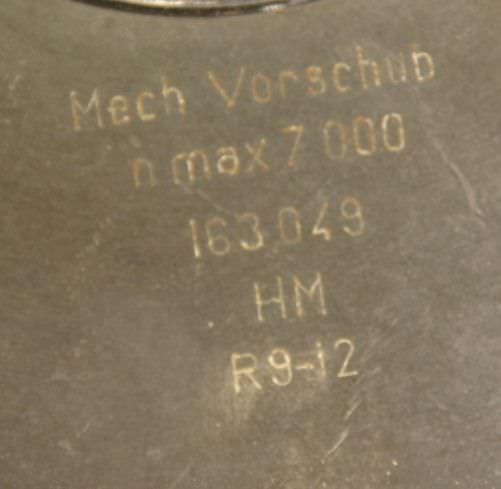 Mech Vorschub
n max 7 000
163 049
HM
R9-12